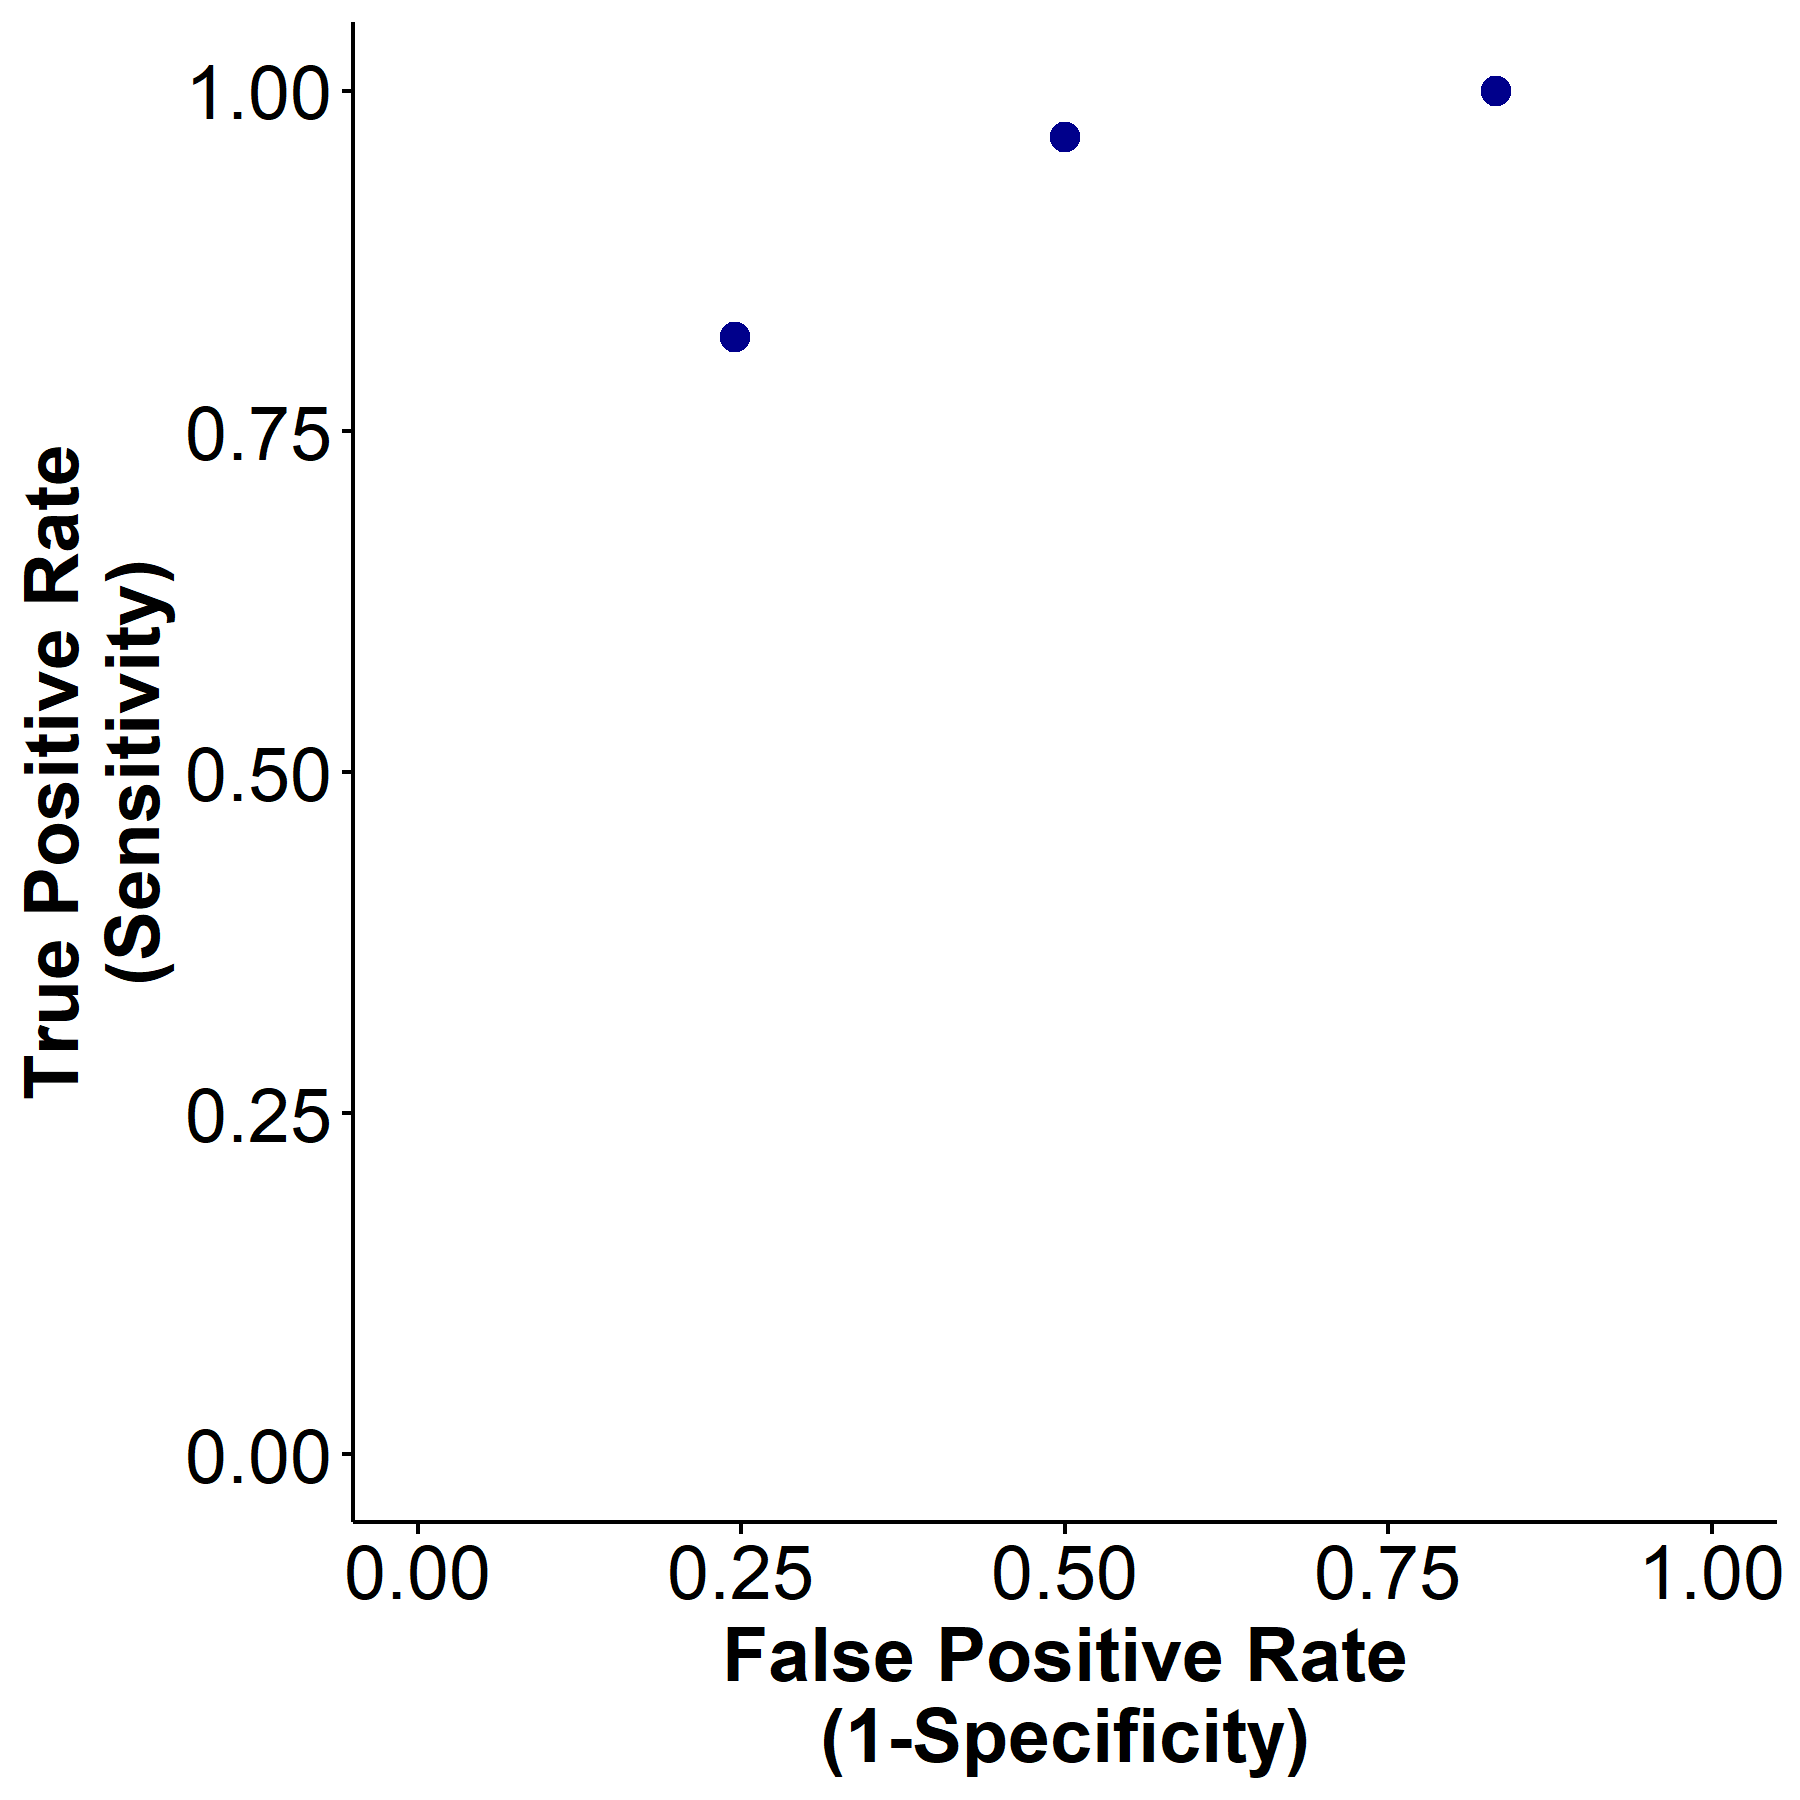 True Positive Rate
(Sensitivity)
1.00
0.75
0.50
0.25
0.00
0.00 0.25 0.50 0.75 1.00
False Positive Rate
(1-Specificity)